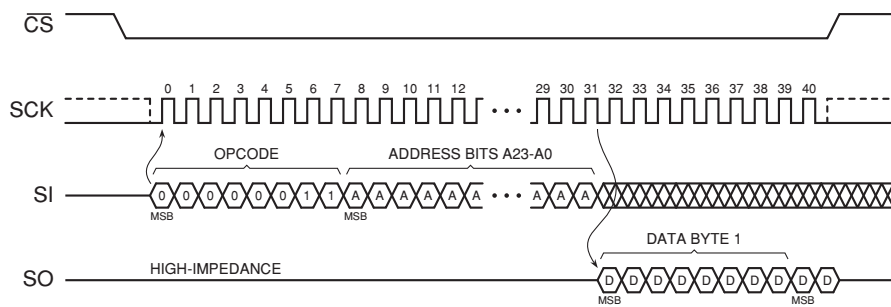 CS
0 1 2 3 4 5 6 7 8 9 10 11 12 29 30 31 32 33 34 35 36 37 38 39 40
SCK
OPCODE ADDRESS BITS A23-A0
SI 0 0 0 0 0 0 1 1 A A A A A A A A A
MSB MSB
DATA BYTE 1
SO HIGH-IMPEDANCE D D D D D D D D D D
MSB MSB